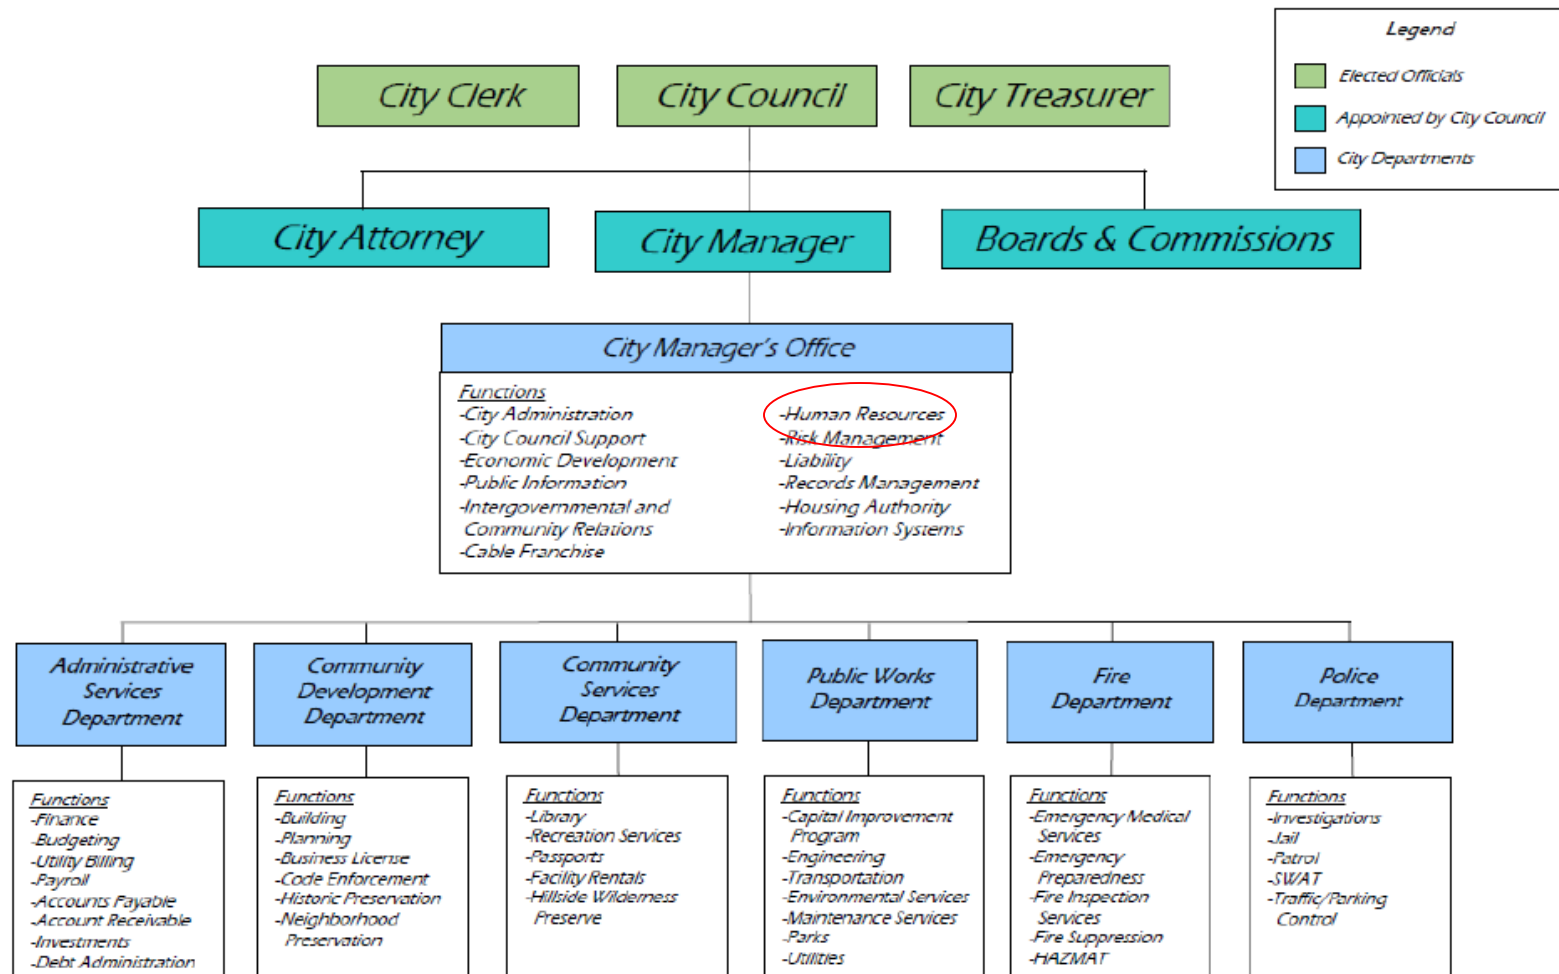 Legend
Elected Officials
Appointed by City Council
City Departments
City Clerk
City Council
City Treasurer
City Attorney
City Manager
Boards & Commissions
City Manager's Office
Functions
-City Administration
-City Council Support
-Economic Development
-Public Information
-Intergovernmental and
Community Relations
-Cable Franchise
-Human Resources
-Risk Management
-Liability
-Records Management
-Housing Authority
-Information Systems
Administrative
Services
Department
Functions
-Finance
-Budgeting
-Utility Billing
-Payroll
-Accounts Payable
-Account Receivable
-Investments
-Debt Administration
Community
Development
Department
Functions
-Building
-Planning
-Business License
-Code Enforcement
-Historic Preservation
-Neighborhood
Preservation
Community
Services
Department
Functions
-Library
-Recreation Services
-Passports
-Facility Rentals
-Hillside Wilderness
Preserve
Public Works
Department
Functions
-Capital Improvement
Program
-Engineering
-Transportation
-Environmental Services
-Maintenance Services
-Parks
-Utilities
Fire
Department
Functions
-Emergency Medical
Services
-Emergency
Preparedness
-Fire Inspection
Services
-Fire Suppression
-HAZMAT
Police
Department
Functions
-Investigations
-Jail
-Patrol
-SWAT
-Traffic/Parking
Control